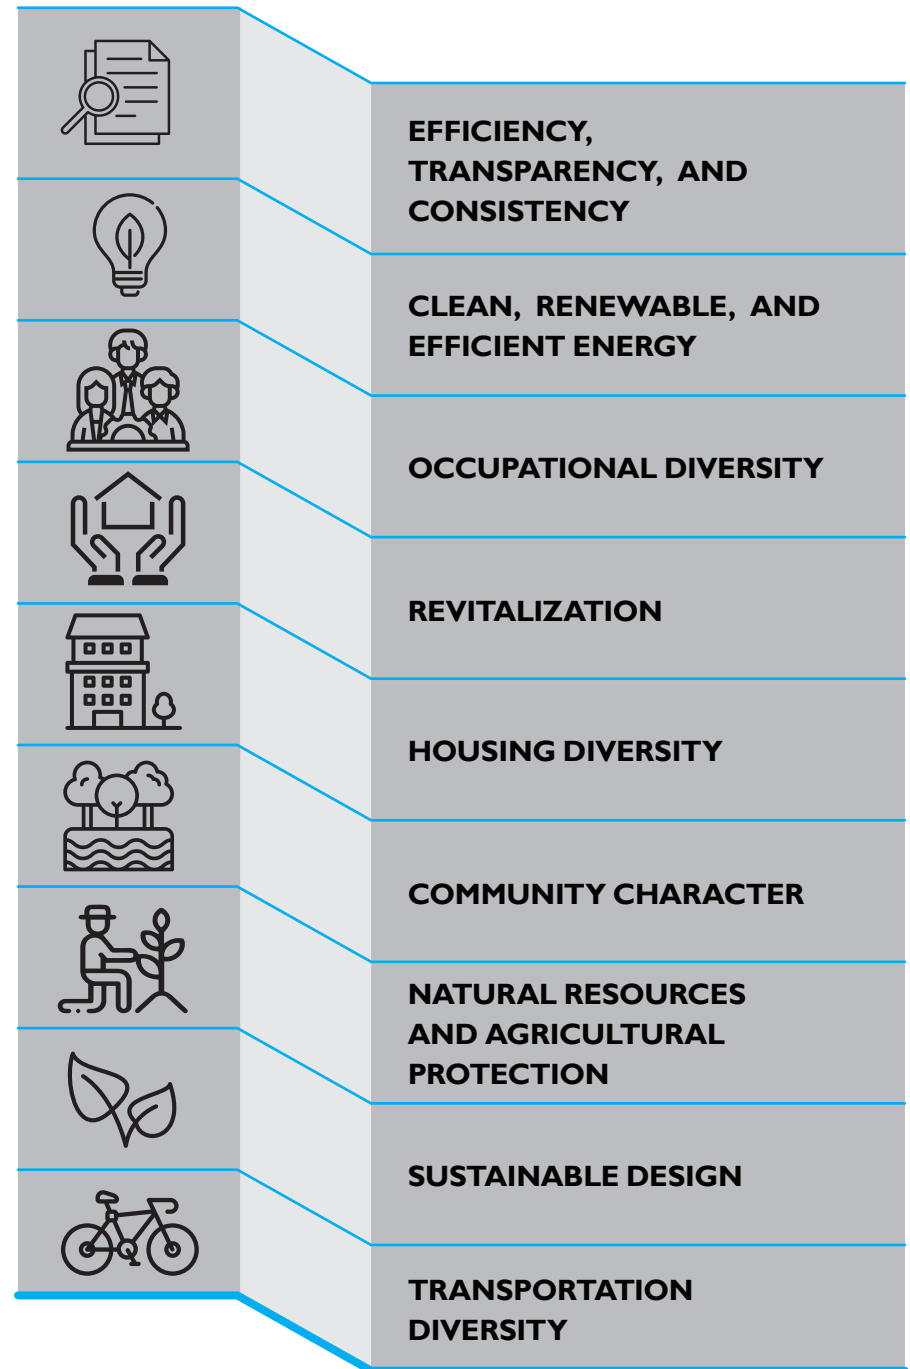 EFFICIENCY,
TRANSPARENCY, AND
CONSISTENCY
CLEAN, RENEWABLE, AND
EFFICIENT ENERGY
OCCUPATIONAL DIVERSITY
REVITALIZATION
HOUSING DIVERSITY
COMMUNITY CHARACTER
NATURAL RESOURCES
AND AGRICULTURAL
PROTECTION
SUSTAINABLE DESIGN
TRANSPORTATION
DIVERSITY